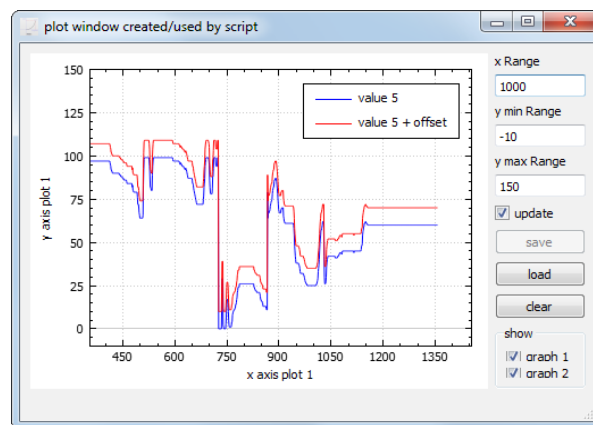 plot window created/used by script
x Range
1000
y min Range
-10
y max Range
150
update
save
load
clear
show
graph 1
graph 2
value 5
value 5 + offset
150
125
100
75
50
25
0
y axis plot 1
450
600
750
900
1050
1200
1350
x axis plot 1